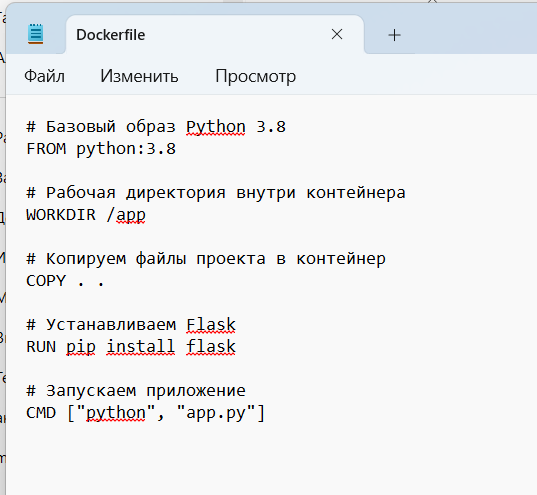 Dockerfile
Файл Изменить Просмотр
# Базовый образ Python 3.8
FROM python:3.8
# Рабочая директория внутри контейнера
WORKDIR /app
# Копируем файлы проекта в контейнер
COPY . .
# Устанавливаем Flask
RUN pip install flask
# Запускаем приложение
CMD ["python", "app.py"]